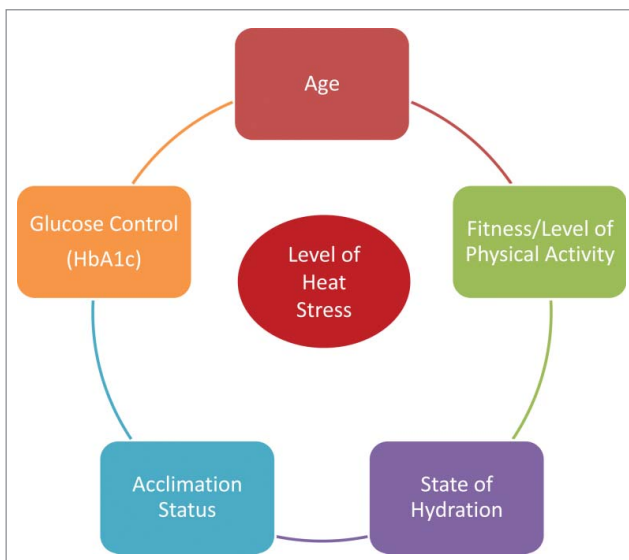 Age
Fitness/Level of
Physical Activity
State of
Hydration
Acclimation
Status
Glucose Control
(HbA1c)
Level of
Heat
Stress